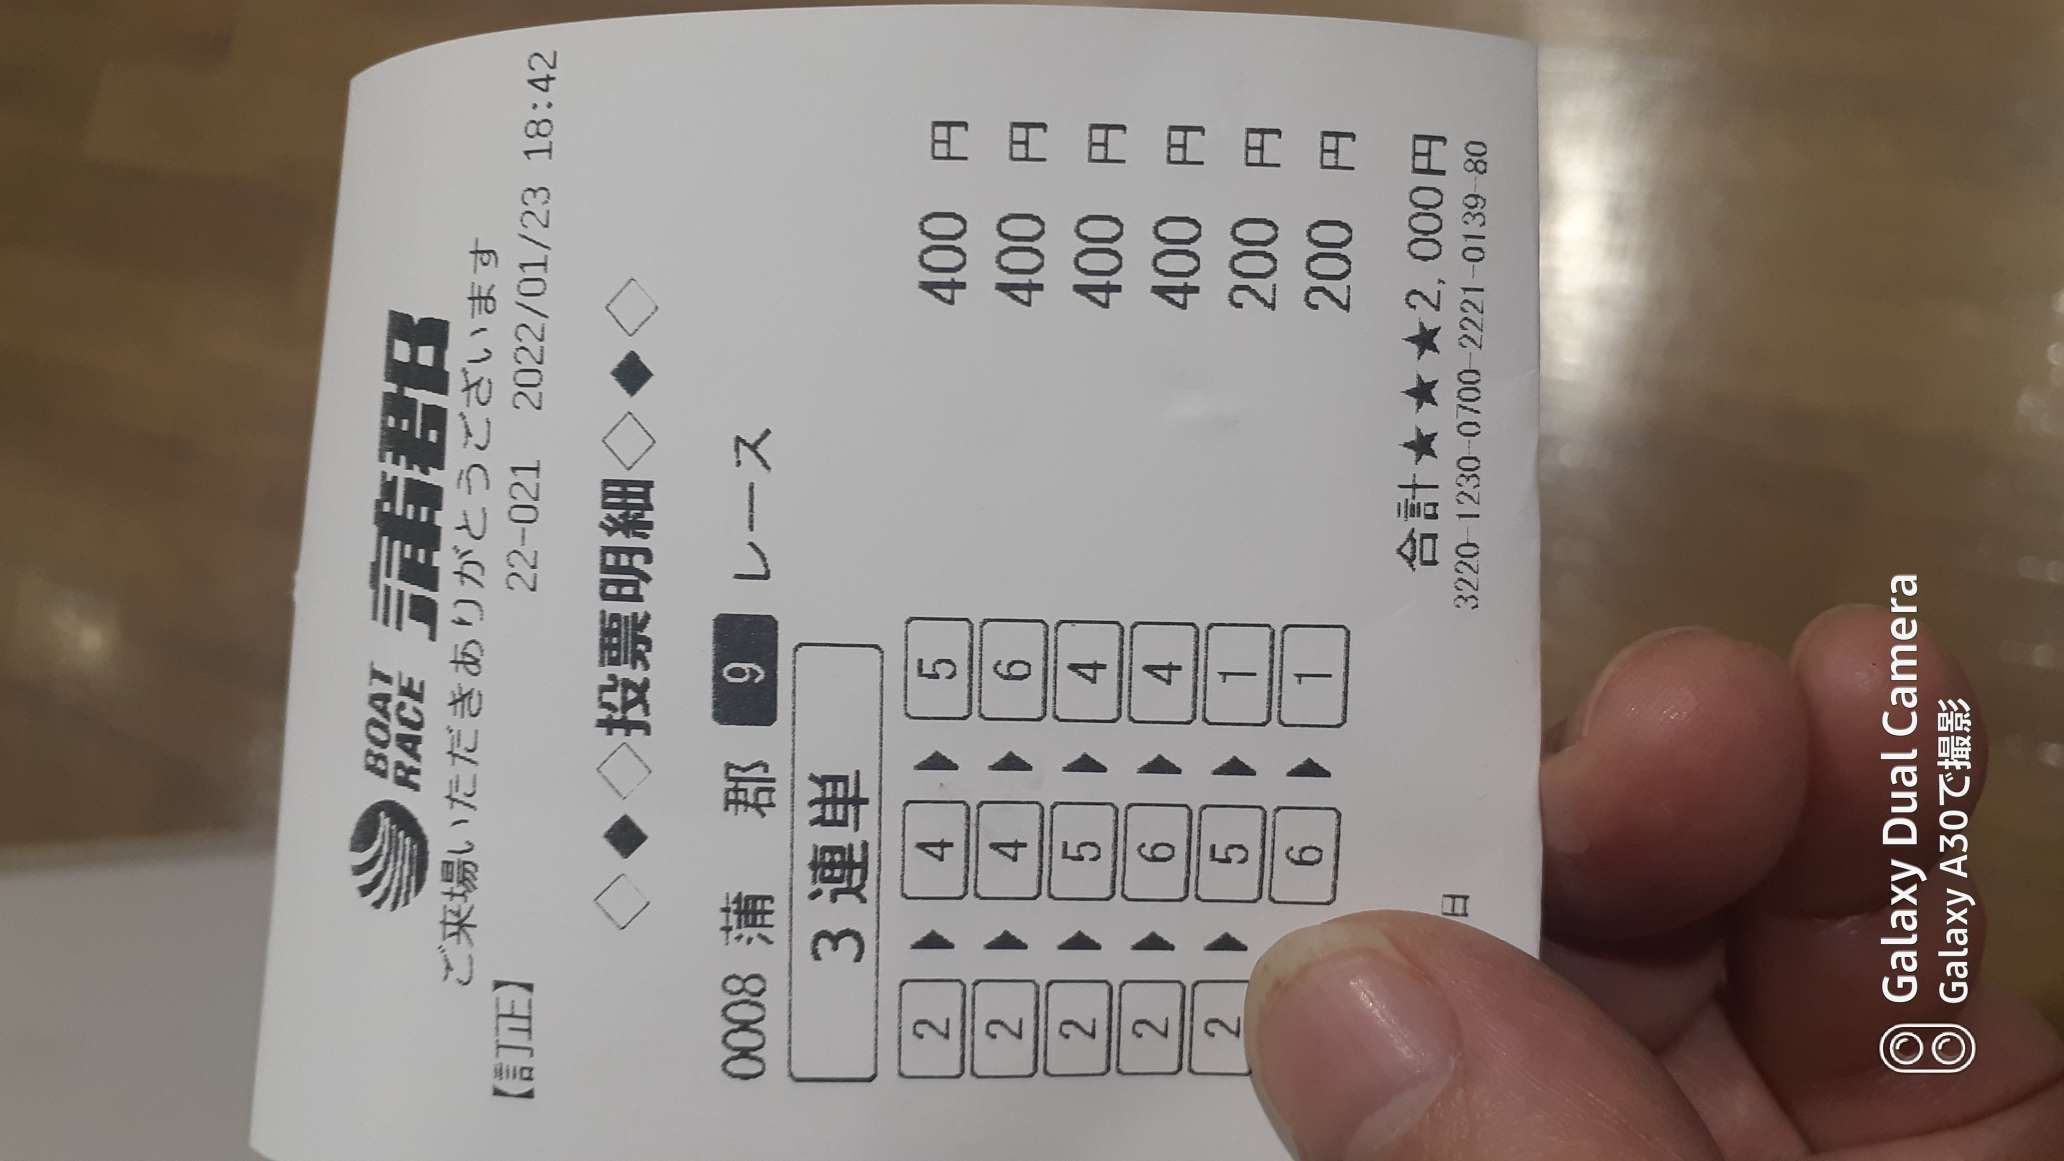 BOAT RACE 蒲郡
ご来場いただきありがとうございます
【訂正】 22-021 2022/01/23 18:42
◇◆◇投票明細◇◆◇
0008 蒲 郡 9 レース
3連単
2 ▶ 4 ▶ 5 400 円
2 ▶ 4 ▶ 6 400 円
2 ▶ 5 ▶ 4 400 円
2 ▶ 6 ▶ 4 400 円
2 ▶ 5 ▶ 1 200 円
6 ▶ 1 200 円
日 合計★★★2,000円
3220-1230-0700-2221-0139-80
Galaxy Dual Camera
Galaxy A30で撮影